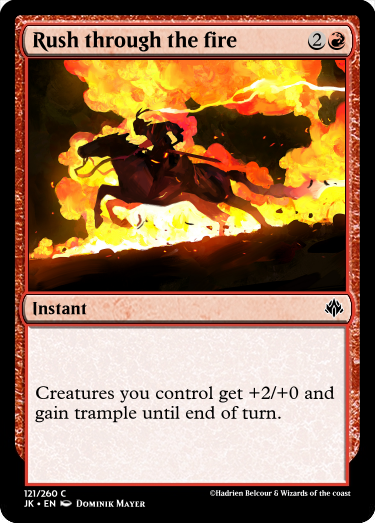 Rush through the fire 2
Instant
Creatures you control get +2/+0 and
gain trample until end of turn.
121/260 C
JK • EN Dominik Mayer
©Hadrien Belcour & Wizards of the coast